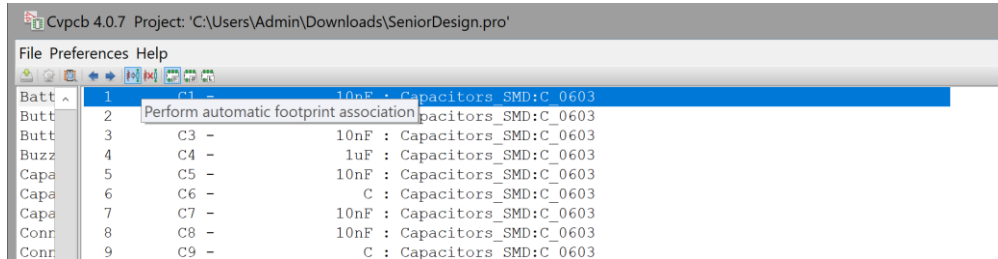 Cvpcb 4.0.7 Project: 'C:\Users\Admin\Downloads\SeniorDesign.pro'
File Preferences Help
Batt 1 C1 - 10nF : Capacitors_SMD:C_0603
Perform automatic footprint association
Butt 2 pacitors_SMD:C_0603
Butt 3 C3 - 10nF : Capacitors_SMD:C_0603
Buzz 4 C4 - 1uF : Capacitors_SMD:C_0603
Capa 5 C5 - 10nF : Capacitors_SMD:C_0603
Capa 6 C6 - C : Capacitors_SMD:C_0603
Capa 7 C7 - 10nF : Capacitors_SMD:C_0603
Conn 8 C8 - 10nF : Capacitors_SMD:C_0603
Conn 9 C9 - C : Capacitors_SMD:C_0603